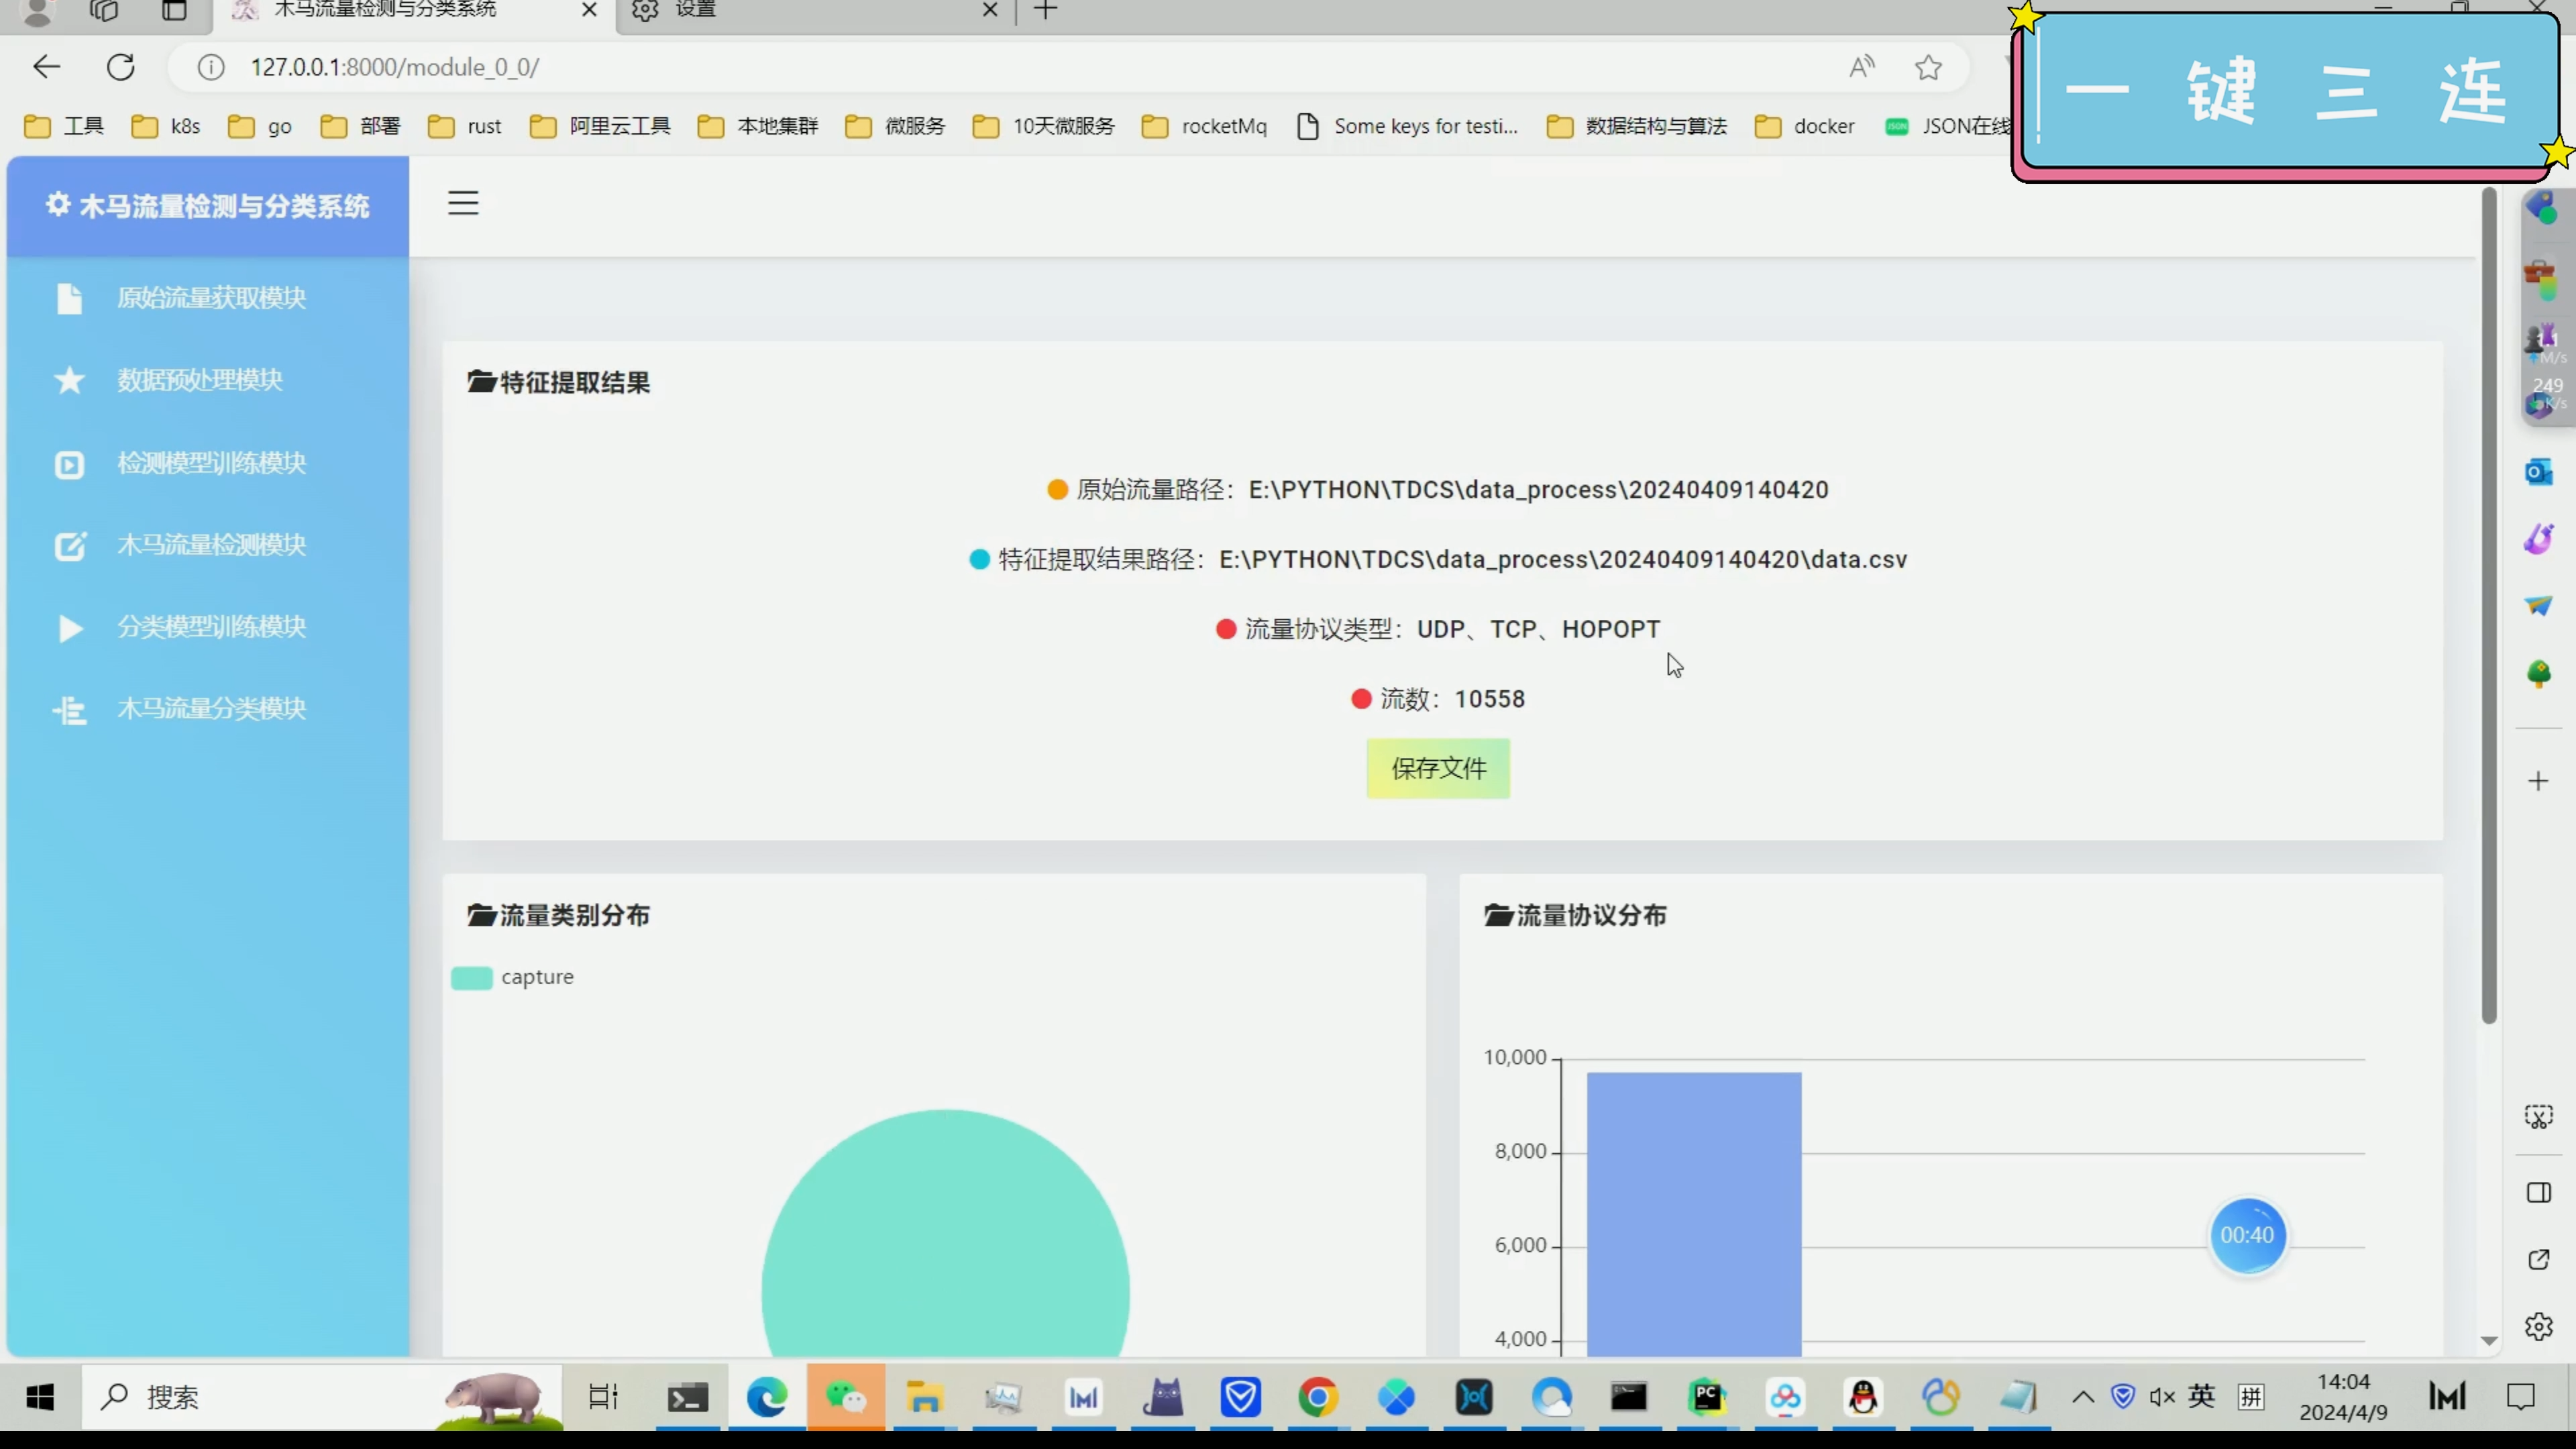 木马流量检测与分类系统
设置
127.0.0.1:8000/module_0_0/
工具
k8s
go
部署
rust
阿里云工具
本地集群
微服务
10天微服务
rocketMq
Some keys for testi...
数据结构与算法
docker
JSON在线
一键三连
木马流量检测与分类系统
原始流量获取模块
数据预处理模块
检测模型训练模块
木马流量检测模块
分类模型训练模块
木马流量分类模块
特征提取结果
原始流量路径：E:\PYTHON\TDCS\data_process\20240409140420
特征提取结果路径：E:\PYTHON\TDCS\data_process\20240409140420\data.csv
流量协议类型：UDP、TCP、HOPOPT
流数：10558
保存文件
流量类别分布
capture
流量协议分布
10,000
8,000
6,000
4,000
00:40
M/s
249
K/s
搜索
英
拼
14:04
2024/4/9